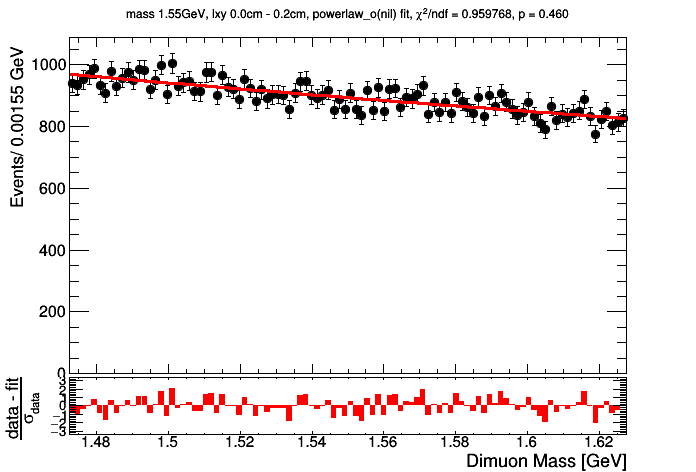 mass 1.55GeV, lxy 0.0cm - 0.2cm, powerlaw_o(nil) fit, χ²/ndf = 0.959768, p = 0.460
Events/ 0.00155 GeV
1000
800
600
400
200
0
data - fit
σdata
3
2
1
0
−1
−2
−3
1.48 1.5 1.52 1.54 1.56 1.58 1.6 1.62
Dimuon Mass [GeV]